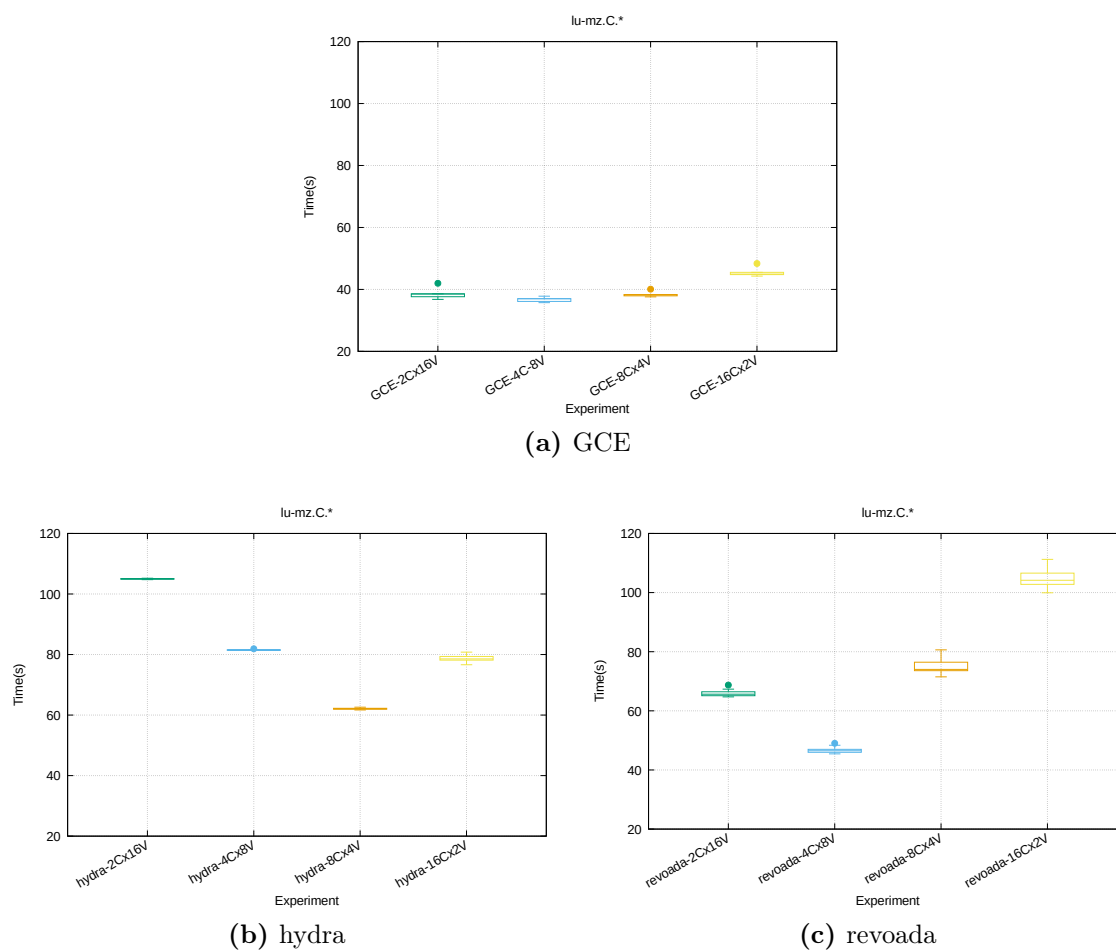 lu-mz.C.*
120
100
80
60
40
20
Time(s)
GCE-2Cx16V
GCE-4C-8V
GCE-8Cx4V
GCE-16Cx2V
Experiment
(a) GCE
lu-mz.C.*
120
100
80
60
40
20
Time(s)
hydra-2Cx16V
hydra-4Cx8V
hydra-8Cx4V
hydra-16Cx2V
Experiment
(b) hydra
lu-mz.C.*
120
100
80
60
40
20
Time(s)
revoada-2Cx16V
revoada-4Cx8V
revoada-8Cx4V
revoada-16Cx2V
Experiment
(c) revoada